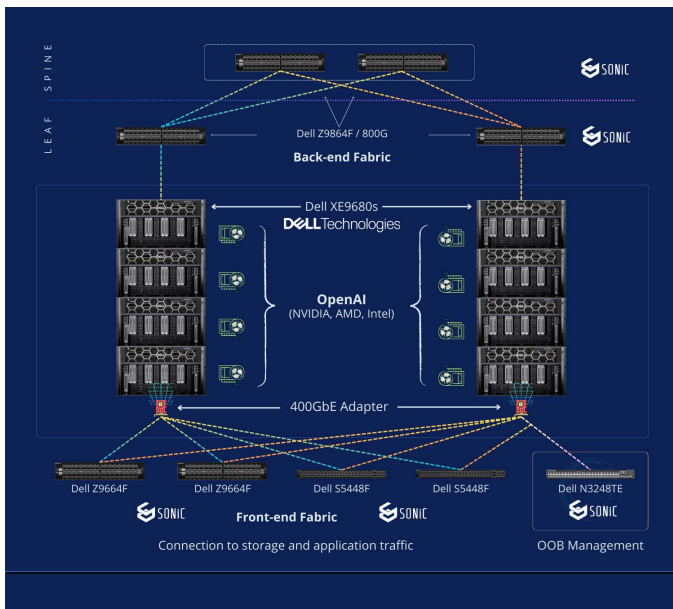 SPINE
SONiC
LEAF
Dell Z9864F / 800G
SONiC
Back-end Fabric
Dell XE9680s
DELLTechnologies
OpenAI
(NVIDIA, AMD, Intel)
400GbE Adapter
Dell Z9664F
Dell Z9664F
Dell S5448F
Dell S5448F
Dell N3248TE
SONiC
Front-end Fabric
SONiC
SONiC
Connection to storage and application traffic
OOB Management